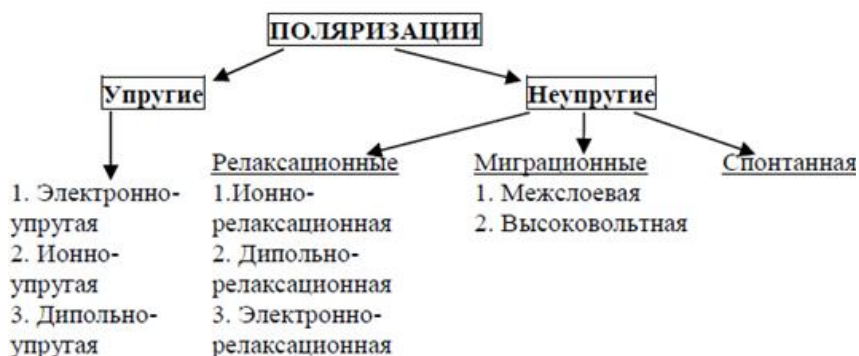 ПОЛЯРИЗАЦИИ
Упругие
Неупругие
Релаксационные
Миграционные
Спонтанная
1. Электронно-
упругая
2. Ионно-
упругая
3. Дипольно-
упругая
1.Ионно-
релаксационная
2. Дипольно-
релаксационная
3. Электронно-
релаксационная
1. Межслоевая
2. Высоковольтная